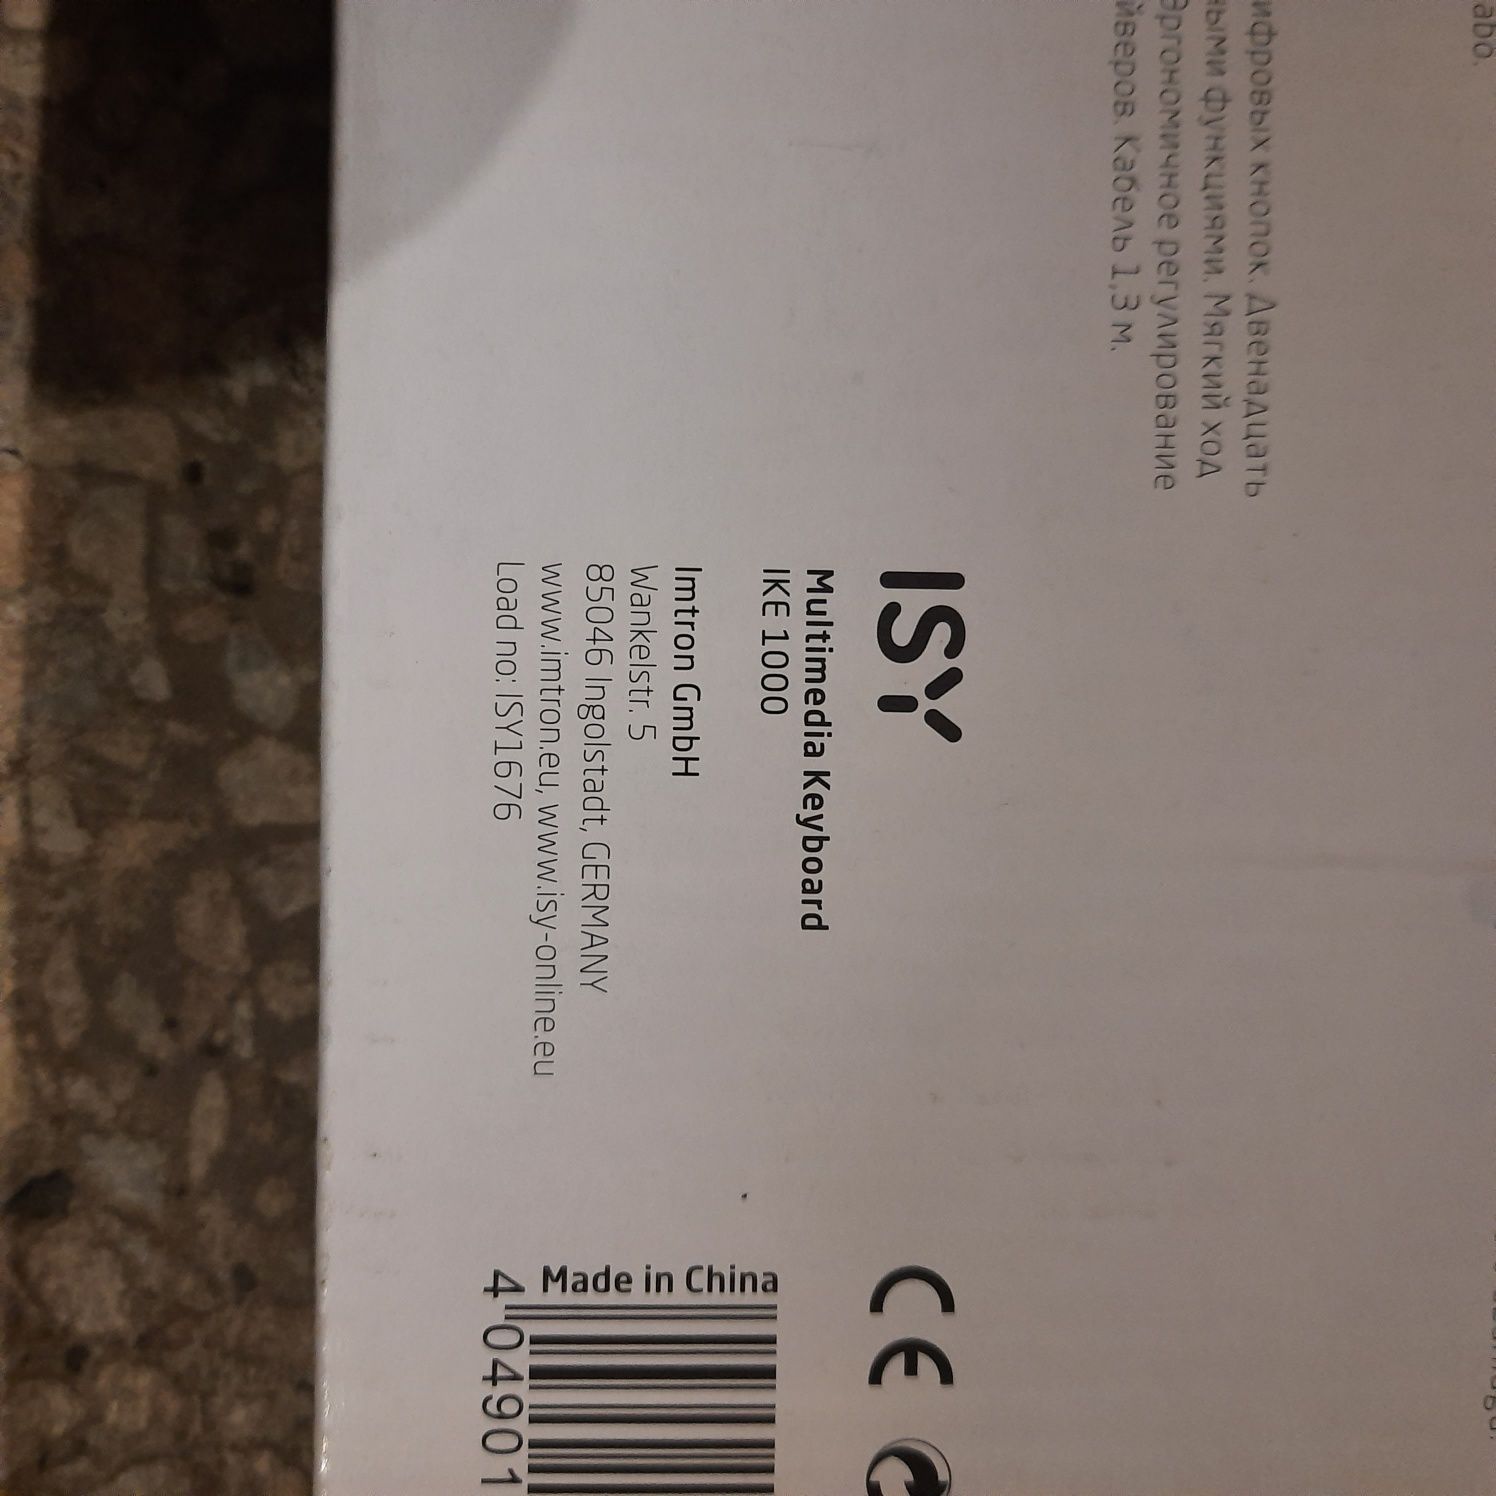 abo.
ифровых кнопок. Двенадцать
ными функциями. Мягкий ход
Эргономичное регулирование
йверов. Кабель 1,3 м.
ISY
Multimedia Keyboard
IKE 1000
Imtron GmbH
Wankelstr. 5
85046 Ingolstadt, GERMANY
www.imtron.eu, www.isy-online.eu
Load no: ISY1676
CE
Made in China
4 04901